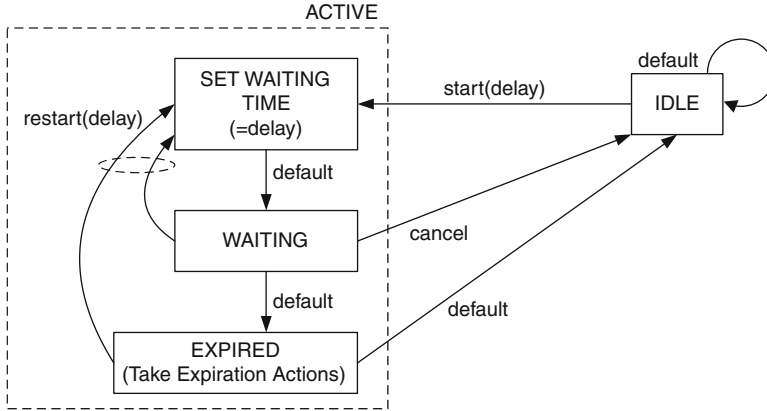 ACTIVE
SET WAITING
TIME
(=delay)
default
IDLE
start(delay)
restart(delay)
default
WAITING
cancel
default
default
EXPIRED
(Take Expiration Actions)